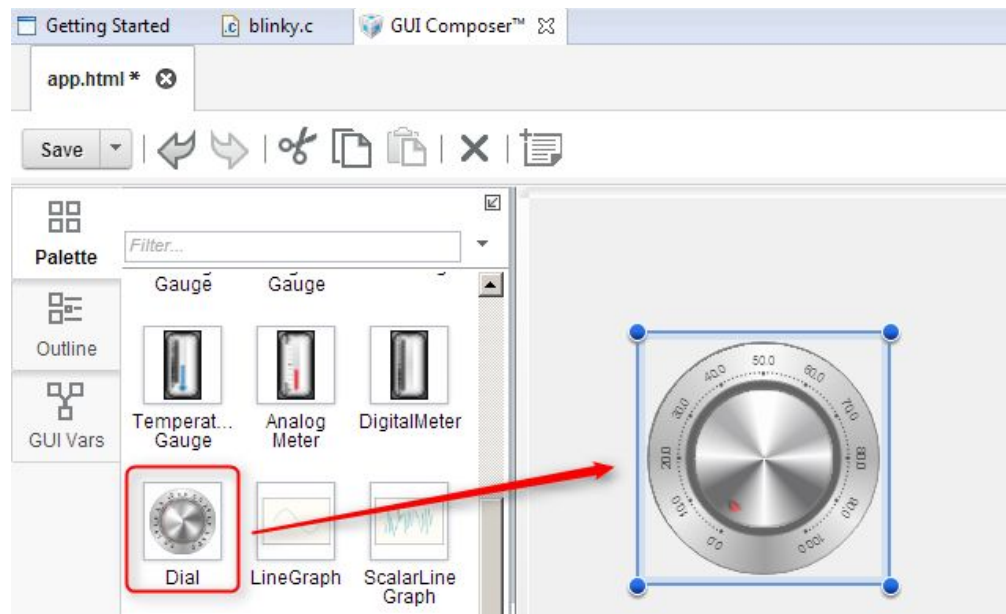 Getting Started
.c blinky.c
GUI Composer™
app.html *
Save
Palette
Outline
GUI Vars
Filter...
Gauge
Gauge
Temperat...
Gauge
Analog
Meter
DigitalMeter
Dial
LineGraph
ScalarLine
Graph
0.0
10.0
20.0
30.0
40.0
50.0
60.0
70.0
80.0
90.0
100.0